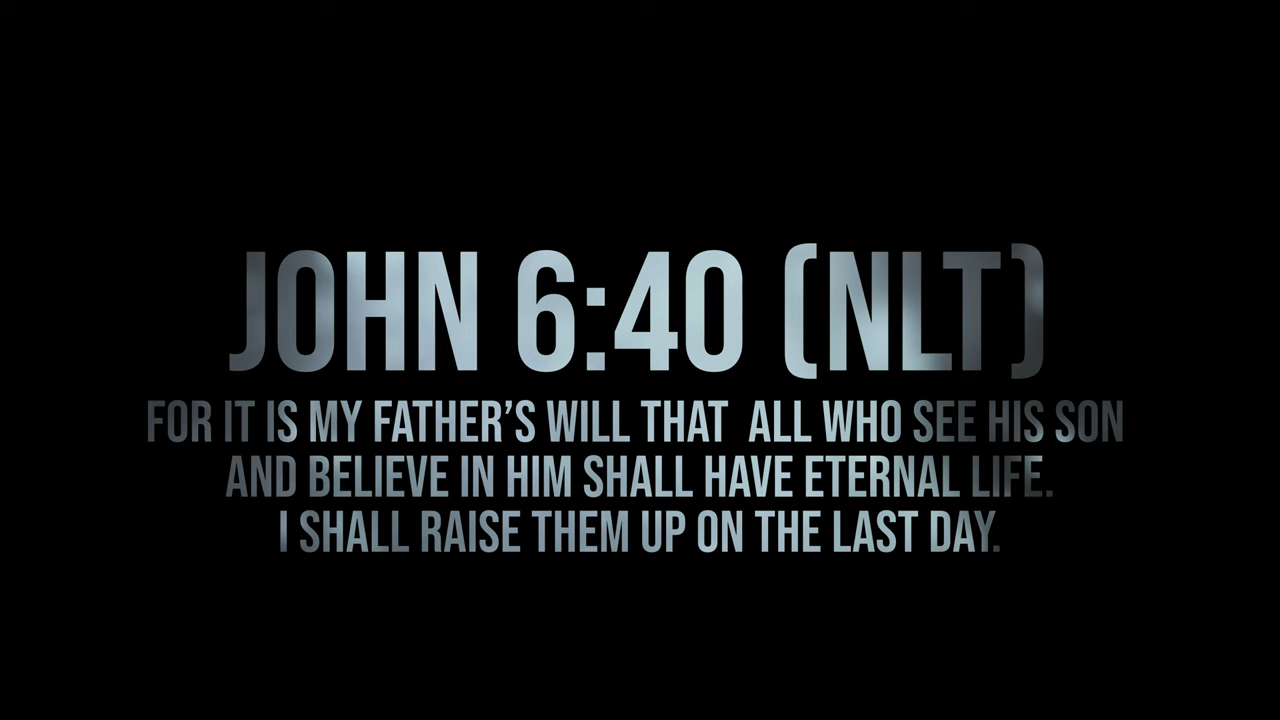 JOHN 6:40 (NLT)
FOR IT IS MY FATHER’S WILL THAT  ALL WHO SEE HIS SON
AND BELIEVE IN HIM SHALL HAVE ETERNAL LIFE.
I SHALL RAISE THEM UP ON THE LAST DAY.